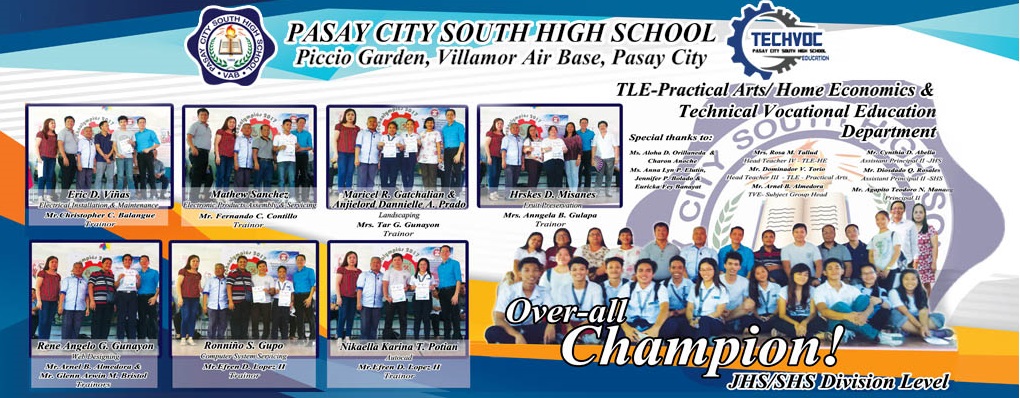 PASAY CITY SOUTH HIGH SCHOOL
VAB
PASAY CITY SOUTH HIGH SCHOOL
Piccio Garden, Villamor Air Base, Pasay City
TECHVOC
PASAY CITY SOUTH HIGH SCHOOL
EDUCATION
TLE-Practical Arts/ Home Economics &
Technical Vocational Education
Department
Special thanks to:
Ms. Aloha D. Orillaneda &
Charon Anoche
Ms. Anna Lyn P. Elutin,
Jennifer P. Bolado &
Euricka Fey Banayat
Mrs. Rosa M. Tallud
Head Teacher IV - TLE-HE
Mr. Dominador V. Torio
Head Teacher III - TLE - Practical Arts
Mr. Arnel B. Almedora
TVE- Subject Group Head
Mr. Cynthia D. Abella
Assistant Principal II -JHS
Mr. Diosdado Q. Rosales
Assistant Principal II -SHS
Mr. Agapito Teodoro N.
Principal II
Eric D. Viñas
Electrical Installation & Maintenance
Mr. Christopher C. Balangue
Trainor
Mathew Sanchez
Electronic Products Assembly & Servicing
Mr. Fernando C. Contillo
Trainor
Maricel R. Gatchalian &
Anjielord Dannielle A. Prado
Landscaping
Mrs. Tar G. Gunayon
Trainor
Hrskes D. Misanes
Fruit Preservation
Mrs. Anngela B. Gulapa
Trainor
Rene Angelo G. Gunayon
Web Designing
Mr. Arnel B. Almedora &
Mr. Glenn Arwin M. Bristol
Trainors
Ronniño S. Gupo
Computer System Servicing
Mr.Efren D. Lopez II
Trainor
Nikaella Karina T. Potian
Autocad
Mr.Efren D. Lopez II
Trainor
Over-all
Champion!
JHS/SHS Division Level